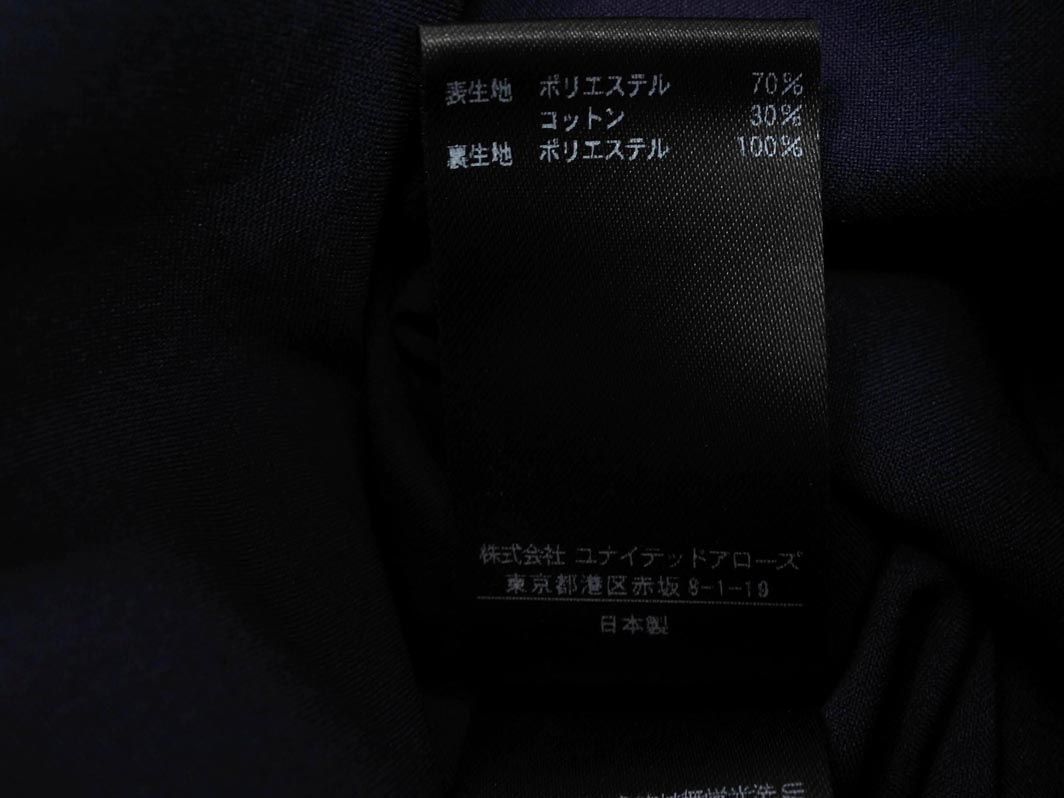 表生地 ポリエステル 70%
コットン 30%
裏生地 ポリエステル 100%
株式会社 ユナイテッドアローズ
東京都港区赤坂 8-1-19
日本製